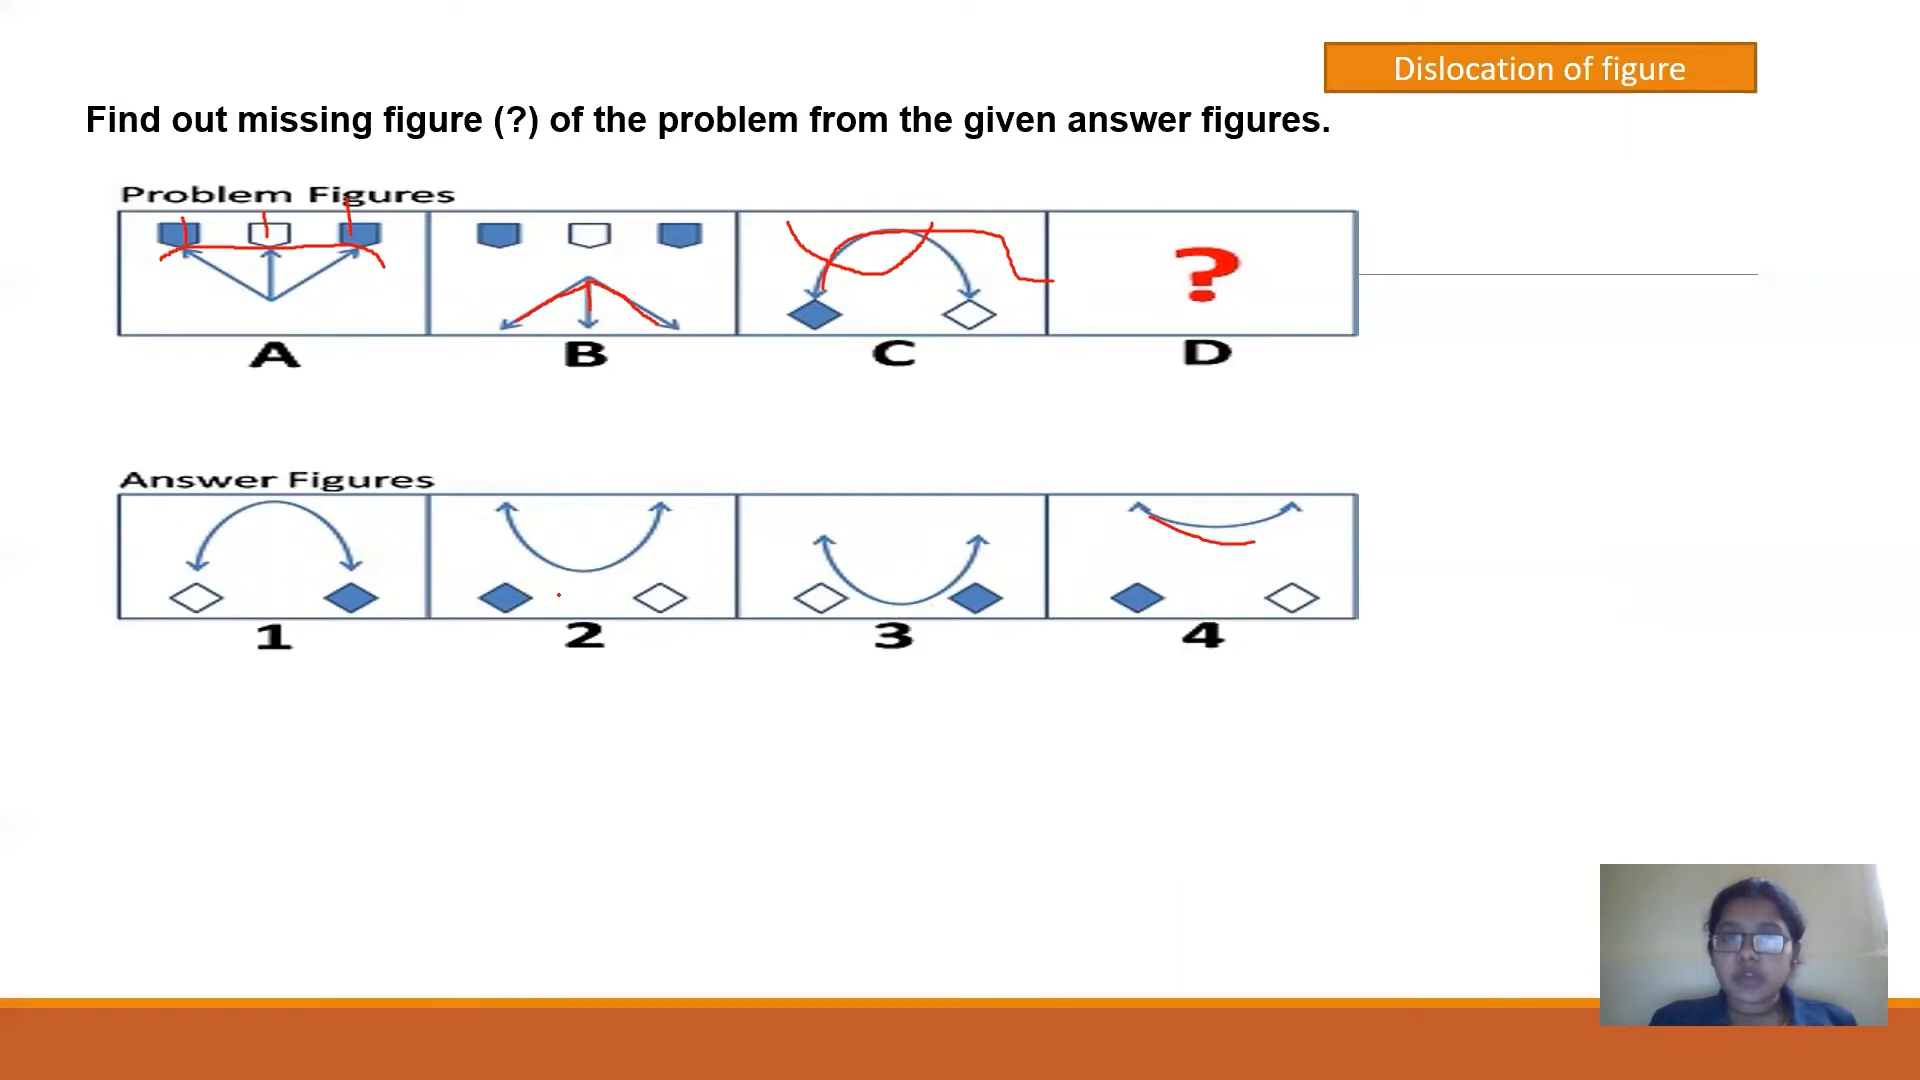 Dislocation of figure
Find out missing figure (?) of the problem from the given answer figures.
Problem Figures
?
A B C D
Answer Figures
1 2 3 4